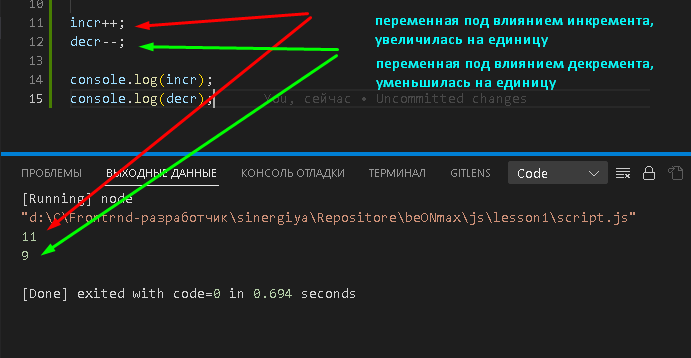 10
11 incr++;
переменная под влиянием инкремента,
увеличилась на единицу
12 decr--;
13
переменная под влиянием декремента,
уменьшилась на единицу
14 console.log(incr);
15 console.log(decr); You, сейчас • Uncommitted changes
ПРОБЛЕМЫ ВЫХОДНЫЕ ДАННЫЕ КОНСОЛЬ ОТЛАДКИ ТЕРМИНАЛ GITLENS Code
[Running] node
"d:\C\Frontrnd-разработчик\sinergiya\Repositore\beONmax\js\lesson1\script.js"
11
9
[Done] exited with code=0 in 0.694 seconds